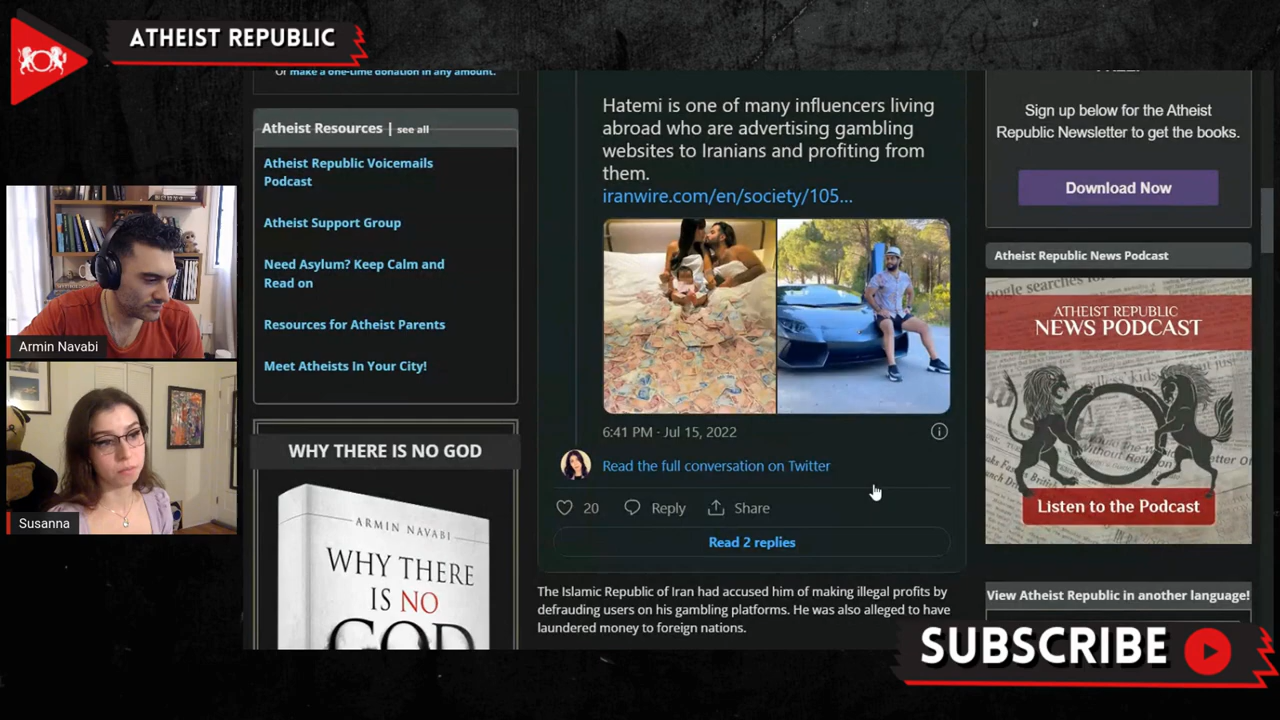 ATHEIST REPUBLIC
Or make a one-time donation in any amount.
Atheist Resources | see all
Atheist Republic Voicemails
Podcast
Atheist Support Group
Need Asylum? Keep Calm and
Read on
Resources for Atheist Parents
Meet Atheists In Your City!
WHY THERE IS NO GOD
ARMIN NAVABI
WHY THERE
IS NO
GOD
Armin Navabi
Susanna
Hatemi is one of many influencers living
abroad who are advertising gambling
websites to Iranians and profiting from
them.
iranwire.com/en/society/105...
6:41 PM · Jul 15, 2022
Read the full conversation on Twitter
20 Reply Share
Read 2 replies
The Islamic Republic of Iran had accused him of making illegal profits by
defrauding users on his gambling platforms. He was also alleged to have
laundered money to foreign nations.
Sign up below for the Atheist
Republic Newsletter to get the books.
Download Now
Atheist Republic News Podcast
ATHEIST REPUBLIC
NEWS PODCAST
Listen to the Podcast
View Atheist Republic in another language!
SUBSCRIBE